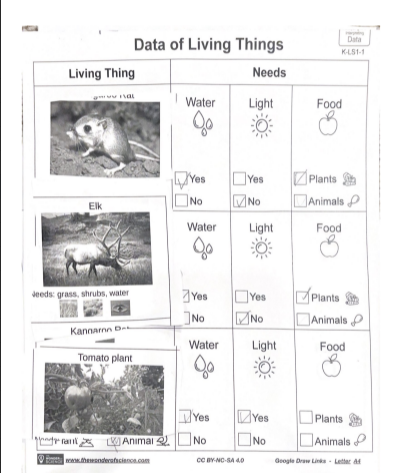 Data
Data of Living Things
K-LS1-1
Living Thing
Needs
Water
Light
Food
Yes
Yes
Plants
No
No
Animals
Elk
Water
Light
Food
Needs: grass, shrubs, water
Yes
Yes
Plants
No
No
Animals
Tomato plant
Water
Light
Food
Yes
Yes
Plants
Animal
No
No
Animals
www.thewonderofscience.com
CC BY-NC-SA 4.0
Google Draw Links - Letter A4